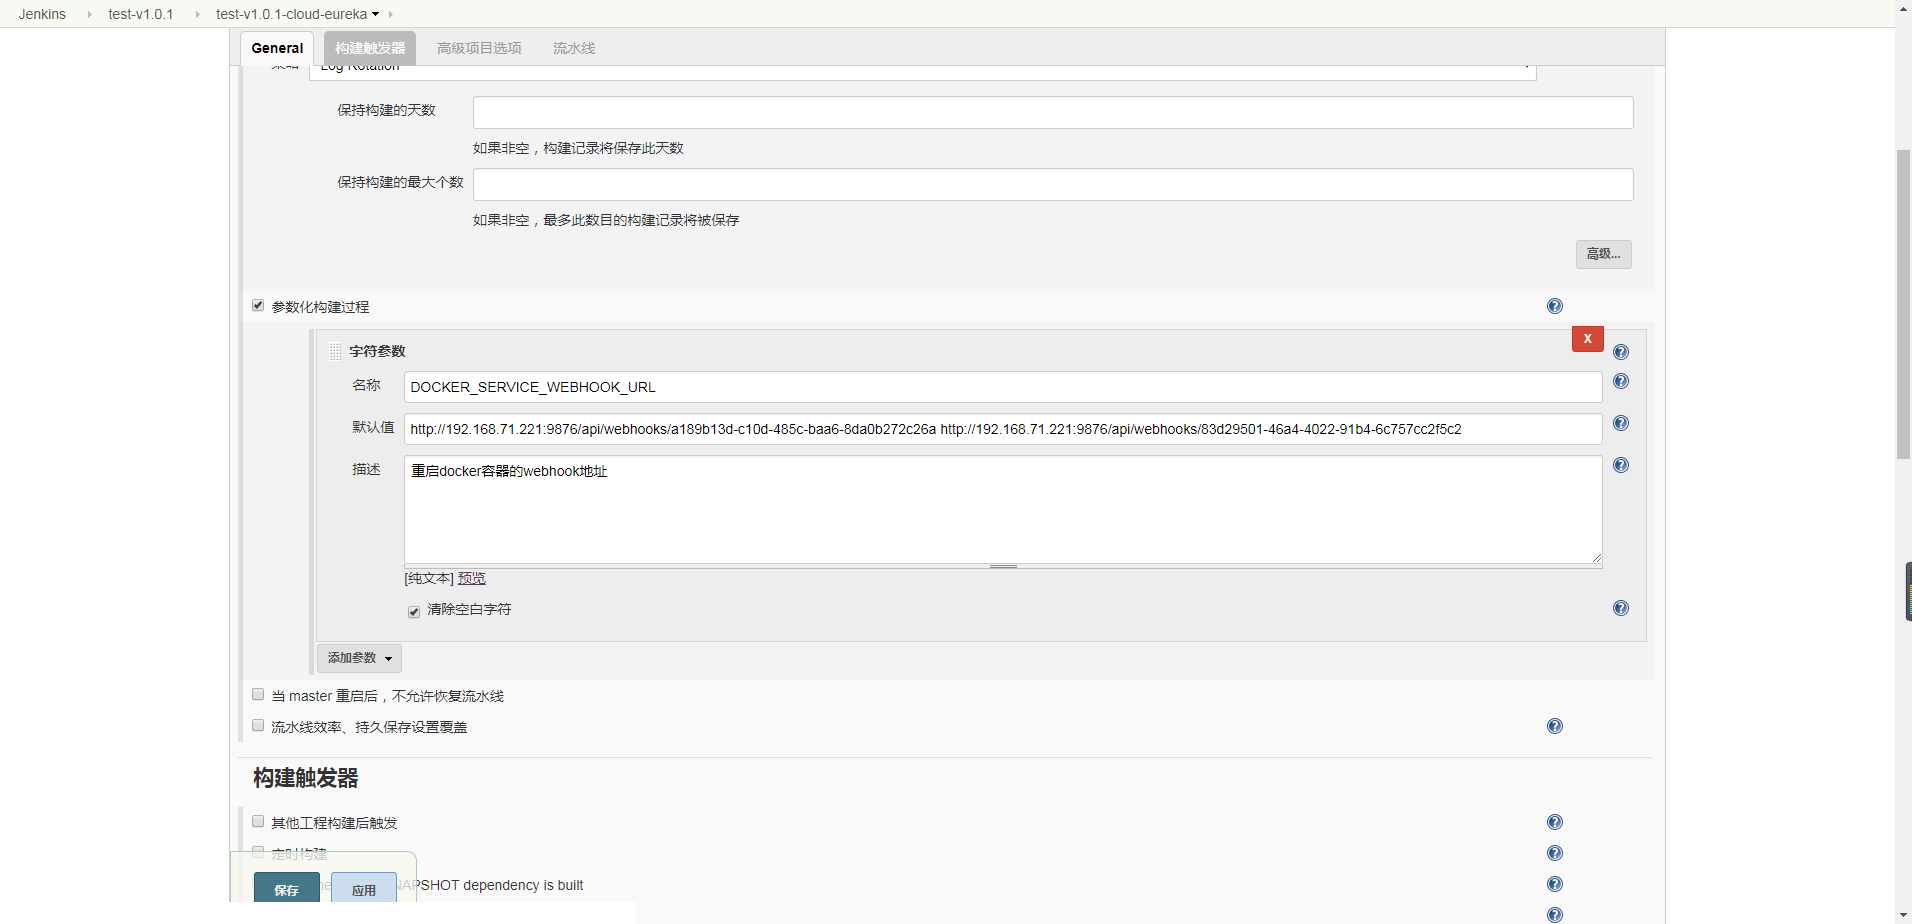 Jenkins test-v1.0.1 test-v1.0.1-cloud-eureka
General 构建触发器 高级项目选项 流水线
Log Rotation
保持构建的天数
如果非空，构建记录将保存此天数
保持构建的最大个数
如果非空，最多此数目的构建记录将被保存
高级...
参数化构建过程
X
字符参数
名称 DOCKER_SERVICE_WEBHOOK_URL
默认值 http://192.168.71.221:9876/api/webhooks/a189b13d-c10d-485c-baa6-8da0b272c26a http://192.168.71.221:9876/api/webhooks/83d29501-46a4-4022-91b4-6c757cc2f5c2
描述 重启docker容器的webhook地址
[纯文本] 预览
清除空白字符
添加参数
当 master 重启后，不允许恢复流水线
流水线效率、持久保存设置覆盖
构建触发器
其他工程构建后触发
定时构建
dependency is built
保存 应用